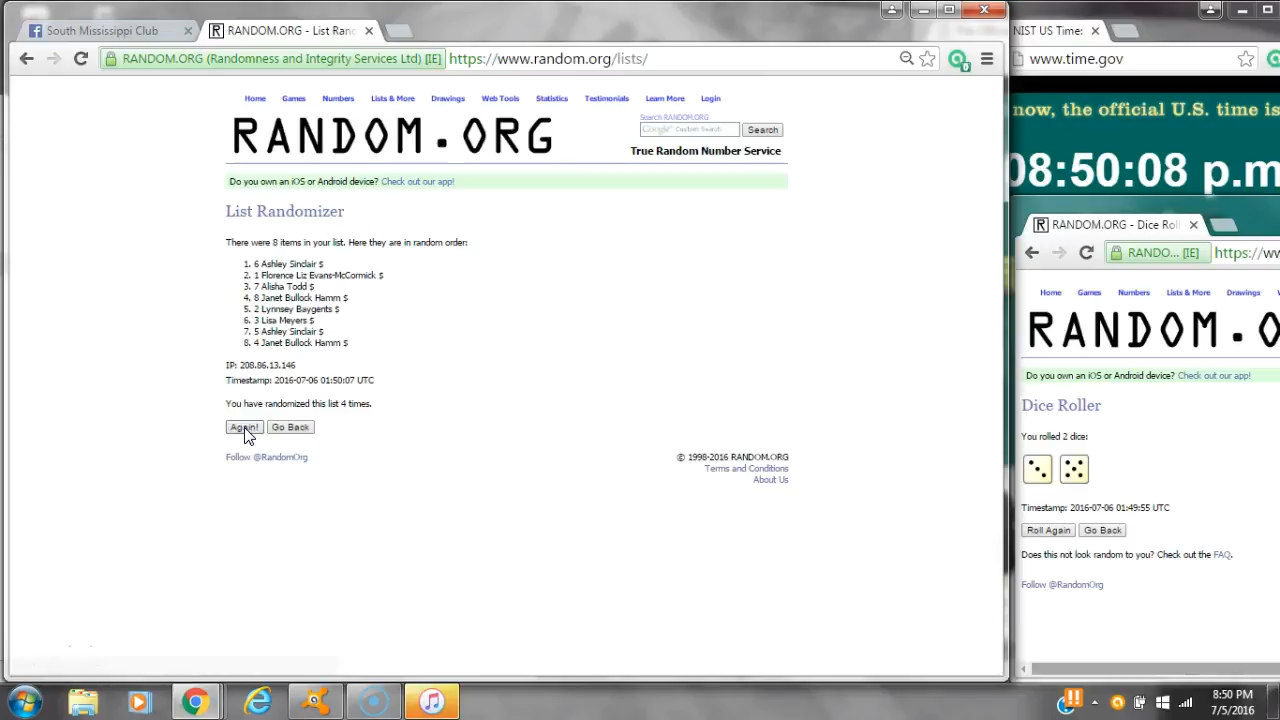 South Mississippi Club
RANDOM.ORG - List Ran
NIST US Time:
RANDOM.ORG (Randomness and Integrity Services Ltd) [IE]
https://www.random.org/lists/
www.time.gov
Home Games Numbers Lists & More Drawings Web Tools Statistics Testimonials Learn More Login
RANDOM.ORG
Search RANDOM.ORG
Google Custom Search Search
True Random Number Service
Do you own an iOS or Android device? Check out our app!
List Randomizer
There were 8 items in your list. Here they are in random order:
1. 6 Ashley Sinclair $
2. 1 Florence Liz Evans-McCormick $
3. 7 Alisha Todd $
4. 8 Janet Bullock Hamm $
5. 2 Lynnsey Baygents $
6. 3 Lisa Meyers $
7. 5 Ashley Sinclair $
8. 4 Janet Bullock Hamm $
IP: 208.86.13.146
Timestamp: 2016-07-06 01:50:07 UTC
You have randomized this list 4 times.
Again! Go Back
Follow @RandomOrg
© 1998-2016 RANDOM.ORG
Terms and Conditions
About Us
now, the official U.S. time is
08:50:08 p.m
RANDOM.ORG - Dice Roll
RANDO... [IE] https://ww
Home Games Numbers Lists & More Drawings
RANDOM.O
Do you own an iOS or Android device? Check out our app!
Dice Roller
You rolled 2 dice:
Timestamp: 2016-07-06 01:49:55 UTC
Roll Again Go Back
Does this not look random to you? Check out the FAQ.
Follow @RandomOrg
8:50 PM
7/5/2016